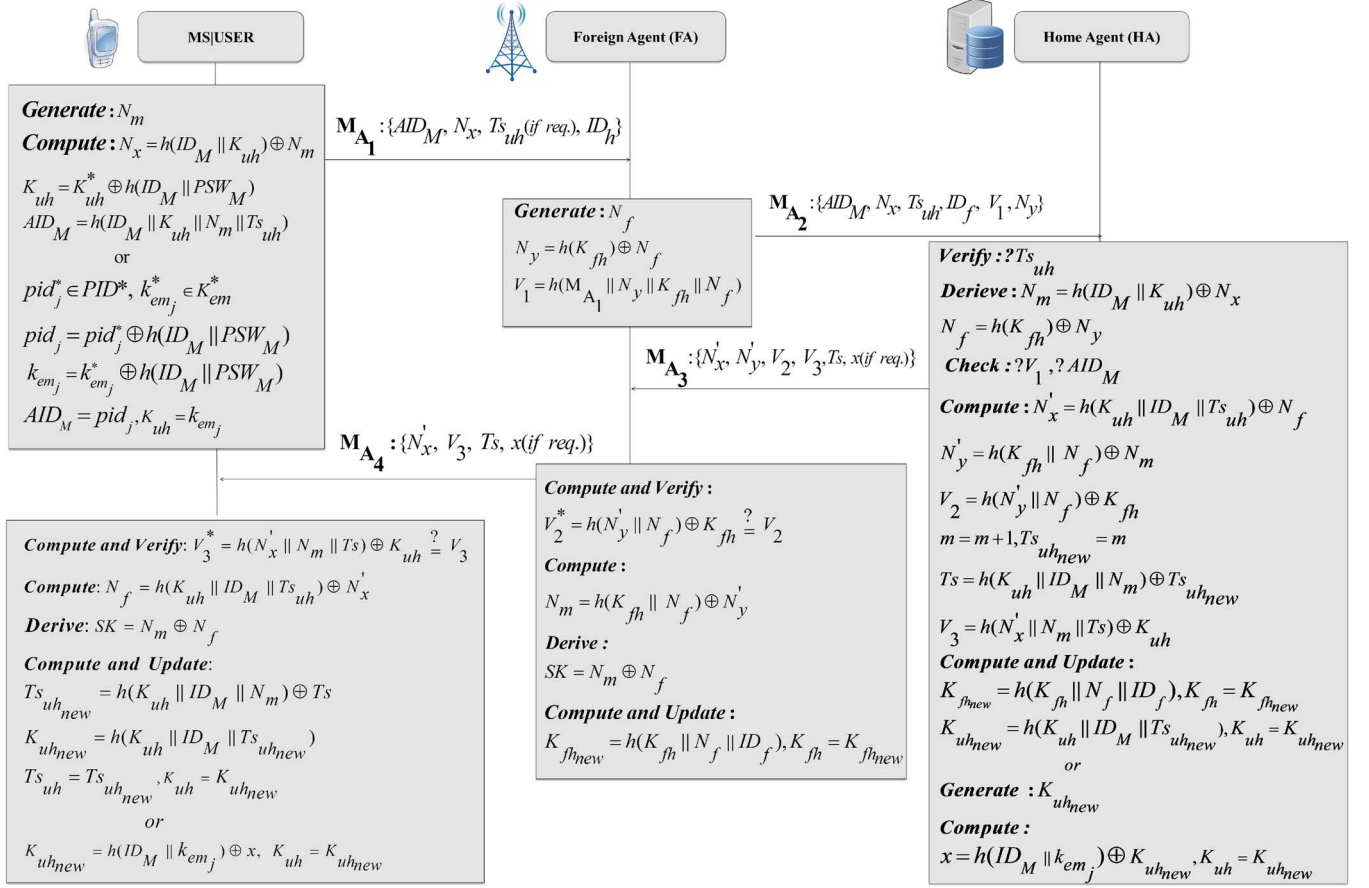 MS|USER
Foreign Agent (FA)
Home Agent (HA)
Generate: N_m
Compute: N_x = h(ID_M || K_uh) ⊕ N_m
K_uh = K*_uh ⊕ h(ID_M || PSW_M)
AID_M = h(ID_M || K_uh || N_m || Ts_uh)
or
pid*_j ∈ PID*, k*_em_j ∈ K*_em
pid_j = pid*_j ⊕ h(ID_M || PSW_M)
k_em_j = k*_em_j ⊕ h(ID_M || PSW_M)
AID_M = pid_j, K_uh = k_em_j
M_A_1 :{AID_M, N_x, Ts_uh(if req.), ID_h}
Generate: N_f
N_y = h(K_fh) ⊕ N_f
V_1 = h(M_A_1 || N_y || K_fh || N_f)
M_A_2 :{AID_M, N_x, Ts_uh, ID_f, V_1, N_y}
Verify :?Ts_uh
Derieve: N_m = h(ID_M || K_uh) ⊕ N_x
N_f = h(K_fh) ⊕ N_y
Check :?V_1 ,? AID_M
Compute: N'_x = h(K_uh || ID_M || Ts_uh) ⊕ N_f
N'_y = h(K_fh || N_f) ⊕ N_m
V_2 = h(N'_y || N_f) ⊕ K_fh
m = m+1, Ts_uh_new = m
Ts = h(K_uh || ID_M || N_m) ⊕ Ts_uh_new
V_3 = h(N'_x || N_m || Ts) ⊕ K_uh
Compute and Update :
K_fh_new = h(K_fh || N_f || ID_f), K_fh = K_fh_new
K_uh_new = h(K_uh || ID_M || Ts_uh_new), K_uh = K_uh_new
or
Generate : K_uh_new
Compute :
x = h(ID_M || k_em_j) ⊕ K_uh_new, K_uh = K_uh_new
M_A_3 :{N'_x, N'_y, V_2, V_3, Ts, x(if req.)}
Compute and Verify :
V*_2 = h(N'_y || N_f) ⊕ K_fh ?= V_2
Compute :
N_m = h(K_fh || N_f) ⊕ N'_y
Derive :
SK = N_m ⊕ N_f
Compute and Update :
K_fh_new = h(K_fh || N_f || ID_f), K_fh = K_fh_new
M_A_4 :{N'_x, V_3, Ts, x(if req.)}
Compute and Verify: V*_3 = h(N'_x || N_m || Ts) ⊕ K_uh ?= V_3
Compute: N_f = h(K_uh || ID_M || Ts_uh) ⊕ N'_x
Derive: SK = N_m ⊕ N_f
Compute and Update:
Ts_uh_new = h(K_uh || ID_M || N_m) ⊕ Ts
K_uh_new = h(K_uh || ID_M || Ts_uh_new)
Ts_uh = Ts_uh_new, K_uh = K_uh_new
or
K_uh_new = h(ID_M || k_em_j) ⊕ x, K_uh = K_uh_new